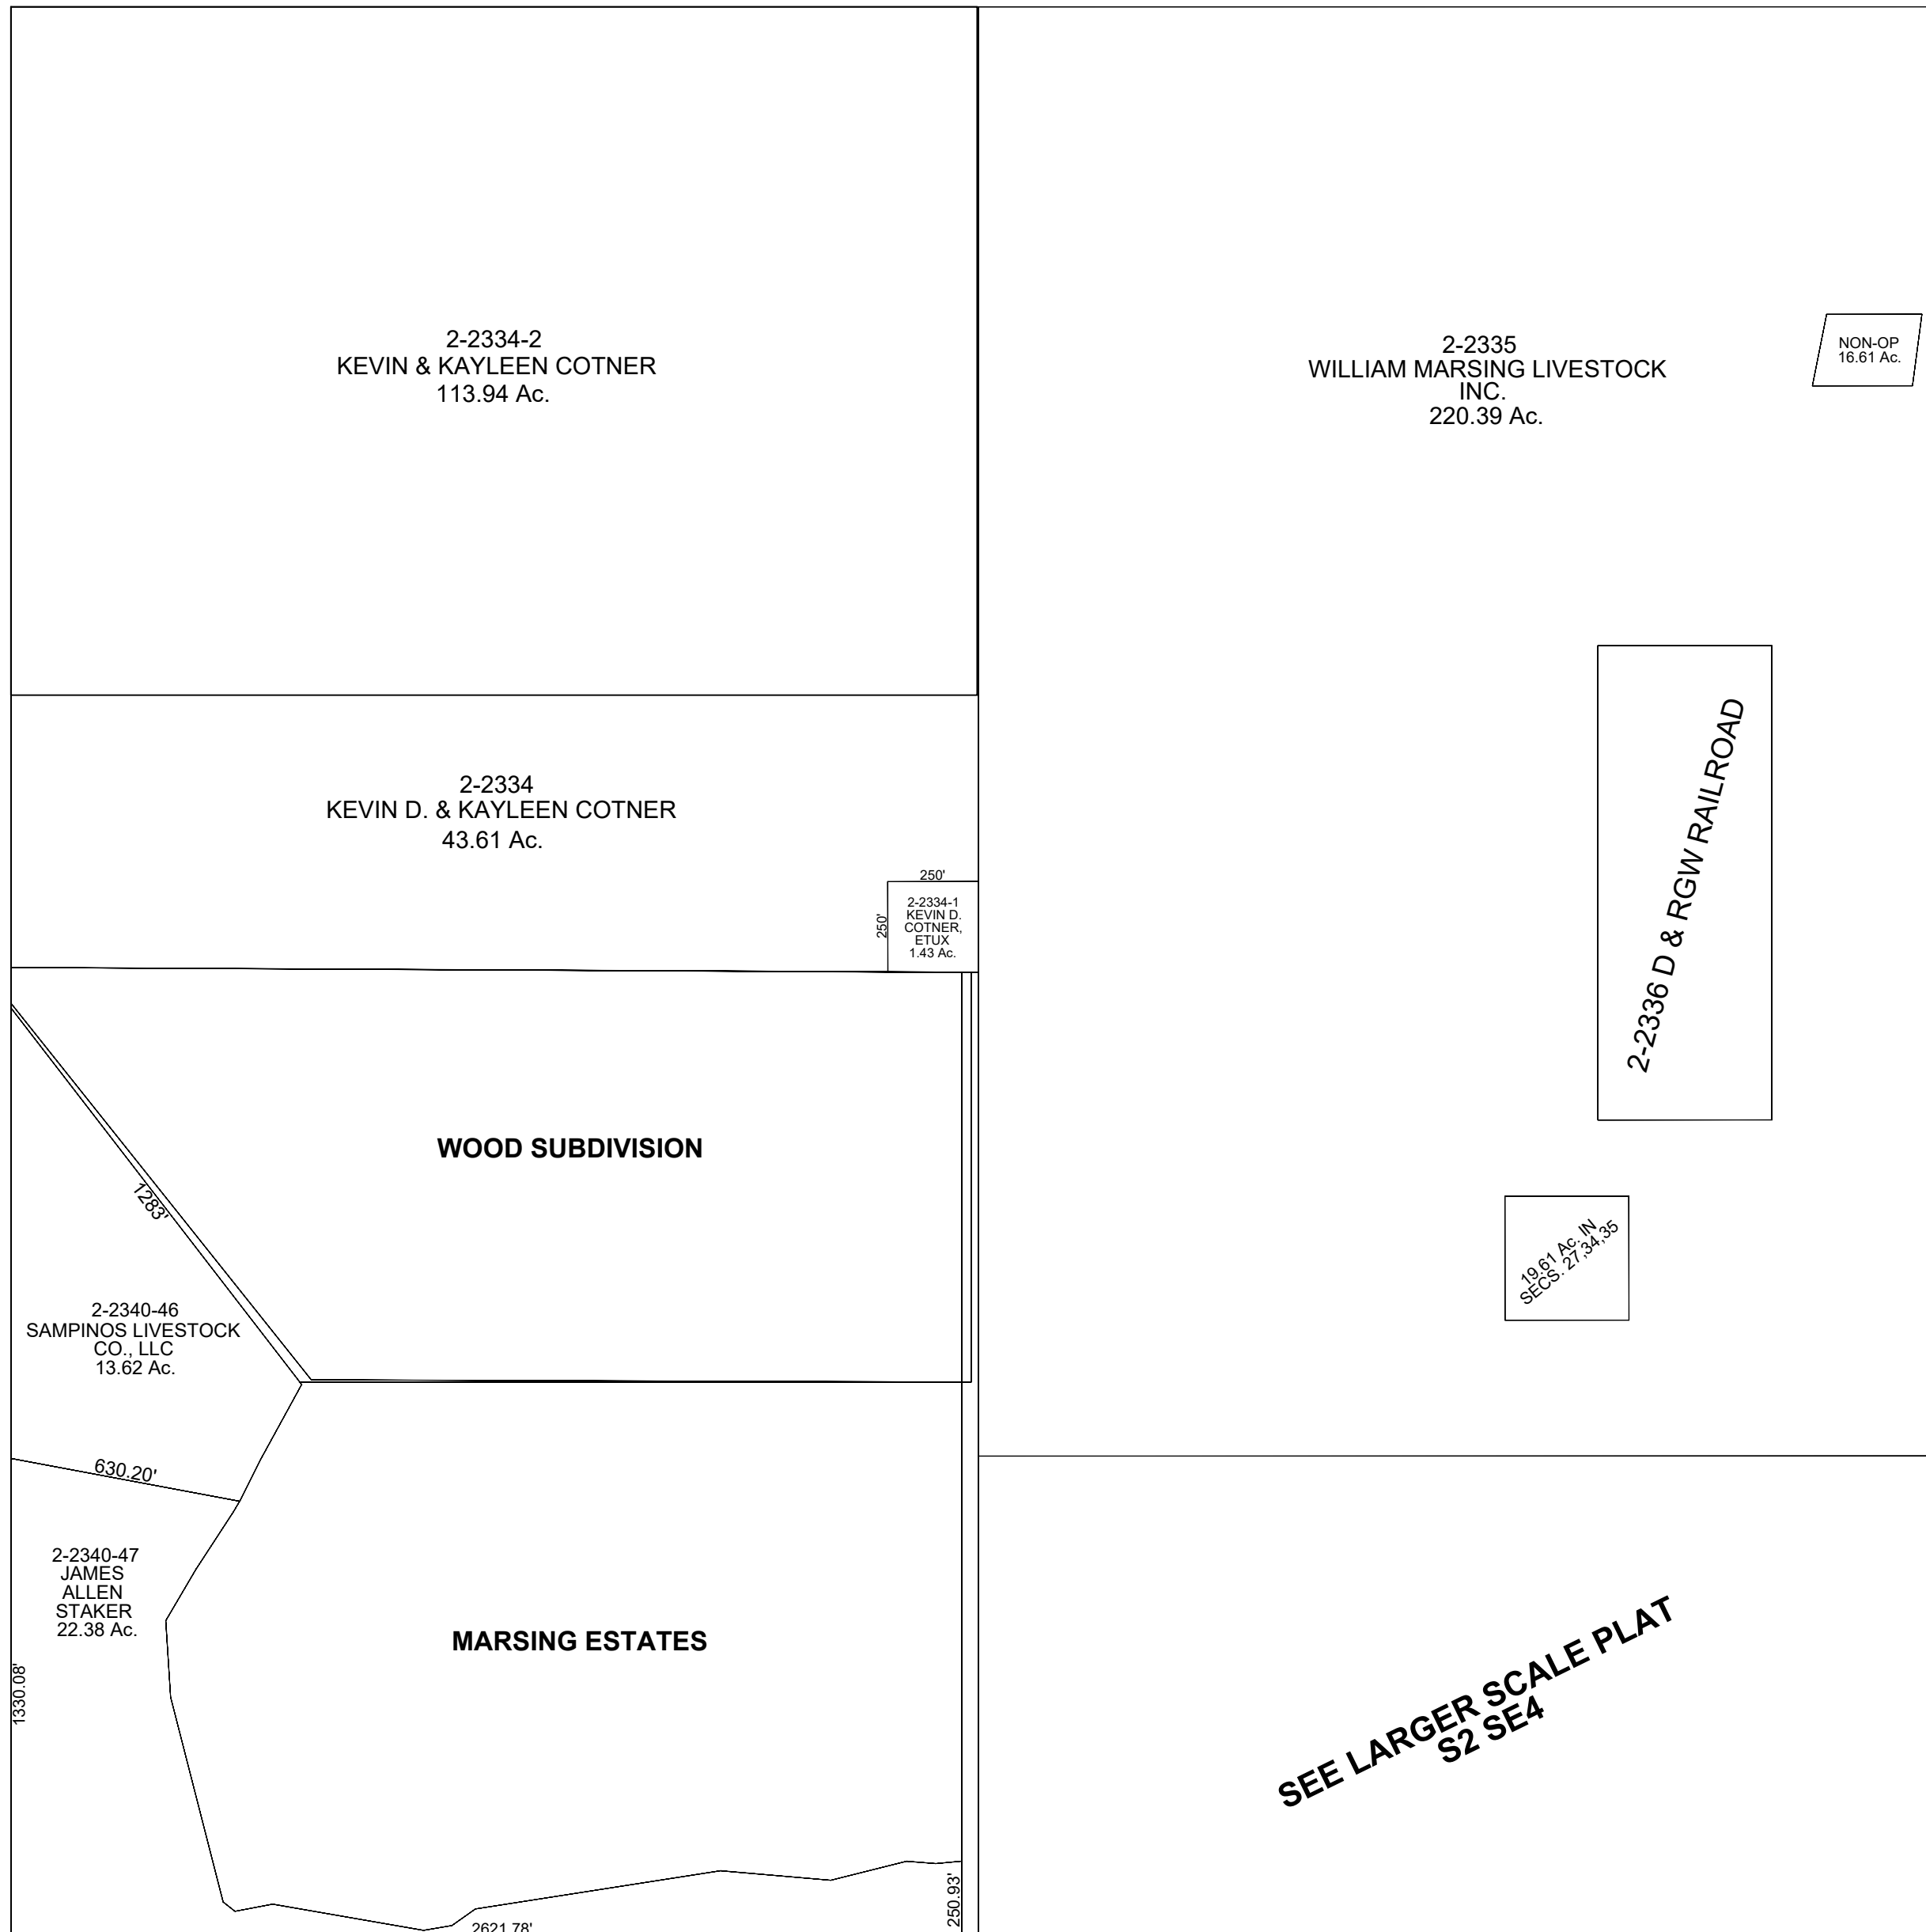 2-2334-2
KEVIN & KAYLEEN COTNER
113.94 Ac.
2-2335
WILLIAM MARSING LIVESTOCK
INC.
220.39 Ac.
NON-OP
16.61 Ac.
2-2336 D & RGW RAILROAD
2-2334
KEVIN D. & KAYLEEN COTNER
43.61 Ac.
250'
250'
2-2334-1
KEVIN D.
COTNER,
ETUX
1.43 Ac.
WOOD SUBDIVISION
1283'
19.61 Ac. IN
SECS. 27,34,35
2-2340-46
SAMPINOS LIVESTOCK
CO., LLC
13.62 Ac.
630.20'
2-2340-47
JAMES
ALLEN
STAKER
22.38 Ac.
1330.08'
MARSING ESTATES
SEE LARGER SCALE PLAT
S2 SE4
250.93'
2621.78'